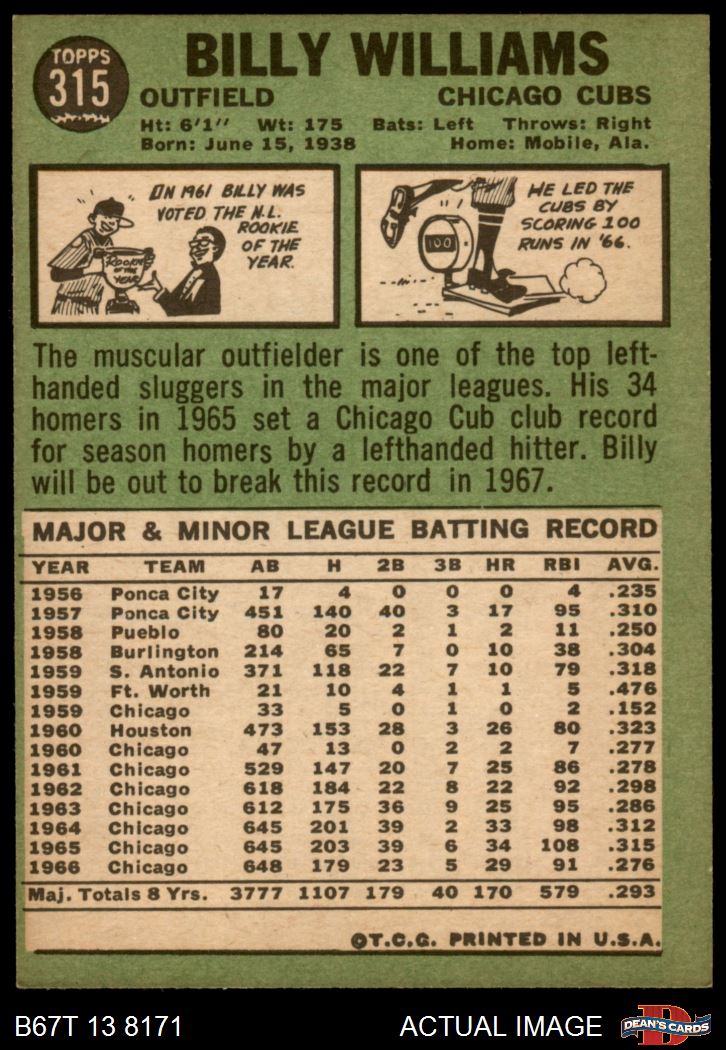 TOPPS
315
BILLY WILLIAMS
OUTFIELD CHICAGO CUBS
Ht: 6'1" Wt: 175 Bats: Left Throws: Right
Born: June 15, 1938 Home: Mobile, Ala.
ON 1961 BILLY WAS
VOTED THE N.L.
ROOKIE
OF THE
YEAR.
ROOKIE
OF THE
YEAR
HE LED THE
CUBS BY
SCORING 100
RUNS IN '66.
100
The muscular outfielder is one of the top left-
handed sluggers in the major leagues. His 34
homers in 1965 set a Chicago Cub club record
for season homers by a lefthanded hitter. Billy
will be out to break this record in 1967.
MAJOR & MINOR LEAGUE BATTING RECORD
YEAR TEAM AB H 2B 3B HR RBI AVG.
1956 Ponca City 17 4 0 0 0 4 .235
1957 Ponca City 451 140 40 3 17 95 .310
1958 Pueblo 80 20 2 1 2 11 .250
1958 Burlington 214 65 7 0 10 38 .304
1959 S. Antonio 371 118 22 7 10 79 .318
1959 Ft. Worth 21 10 4 1 1 5 .476
1959 Chicago 33 5 0 1 0 2 .152
1960 Houston 473 153 28 3 26 80 .323
1960 Chicago 47 13 0 2 2 7 .277
1961 Chicago 529 147 20 7 25 86 .278
1962 Chicago 618 184 22 8 22 92 .298
1963 Chicago 612 175 36 9 25 95 .286
1964 Chicago 645 201 39 2 33 98 .312
1965 Chicago 645 203 39 6 34 108 .315
1966 Chicago 648 179 23 5 29 91 .276
Maj. Totals 8 Yrs. 3777 1107 179 40 170 579 .293
©T.C.G. PRINTED IN U.S.A.
B67T 13 8171 ACTUAL IMAGE
D
DEAN'S CARDS